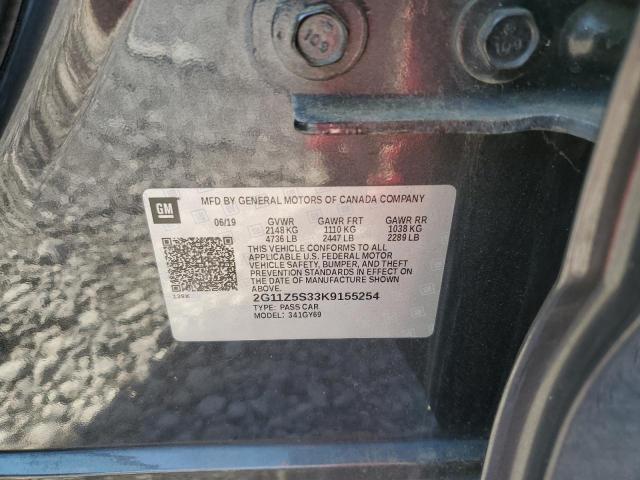 109
109
GM
MFD BY GENERAL MOTORS OF CANADA COMPANY
06/19 GVWR GAWR FRT GAWR RR
2148 KG 1110 KG 1038 KG
4736 LB 2447 LB 2289 LB
THIS VEHICLE CONFORMS TO ALL
APPLICABLE U.S. FEDERAL MOTOR
VEHICLE SAFETY, BUMPER, AND THEFT
PREVENTION STANDARDS IN EFFECT ON
THE DATE OF MANUFACTURE SHOWN
ABOVE.
2G11Z5S33K9155254
TYPE: PASS CAR
MODEL: 341GY69